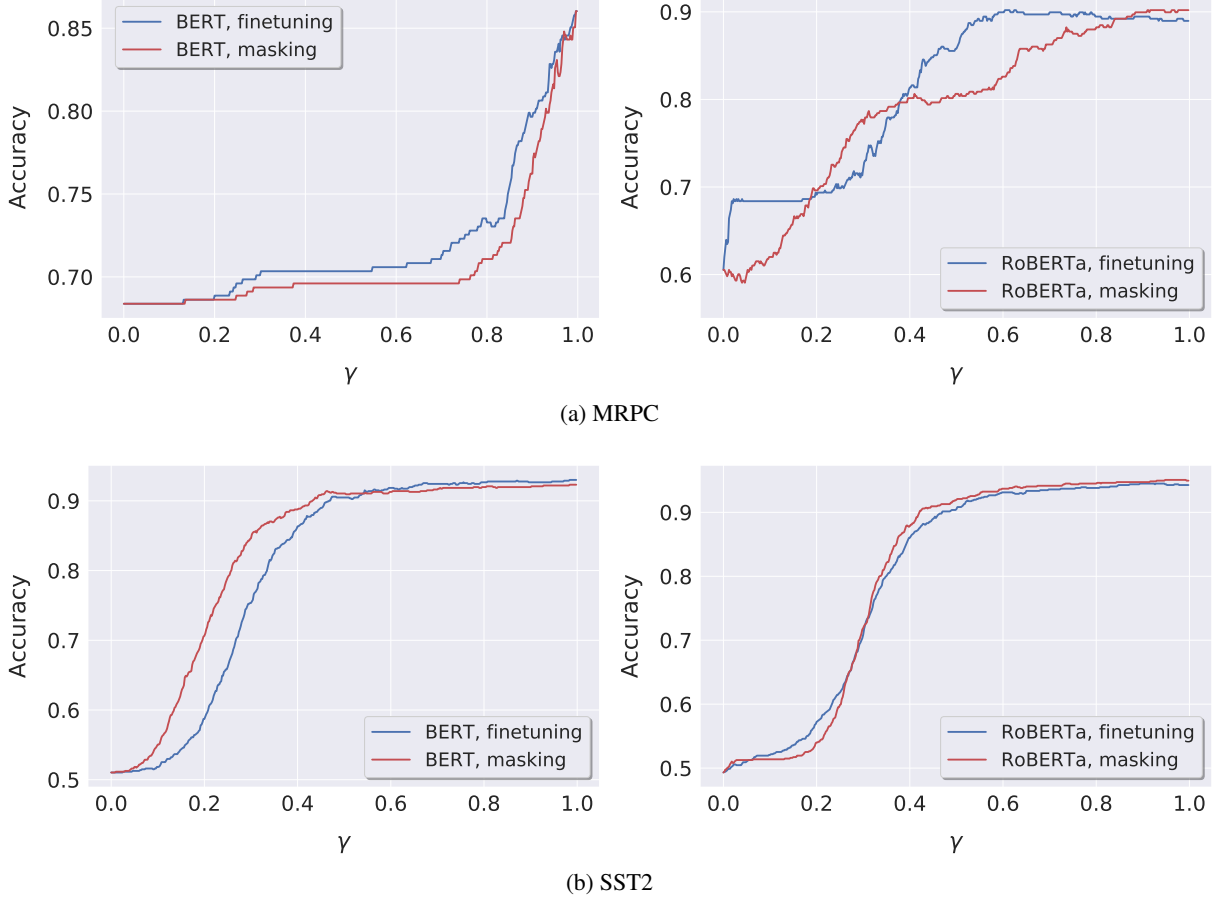 BERT, finetuning
BERT, masking
0.85
0.80
0.75
0.70
Accuracy
0.0 0.2 0.4 0.6 0.8 1.0
γ
RoBERTa, finetuning
RoBERTa, masking
0.9
0.8
0.7
0.6
Accuracy
0.0 0.2 0.4 0.6 0.8 1.0
γ
(a) MRPC
BERT, finetuning
BERT, masking
0.9
0.8
0.7
0.6
0.5
Accuracy
0.0 0.2 0.4 0.6 0.8 1.0
γ
RoBERTa, finetuning
RoBERTa, masking
0.9
0.8
0.7
0.6
0.5
Accuracy
0.0 0.2 0.4 0.6 0.8 1.0
γ
(b) SST2